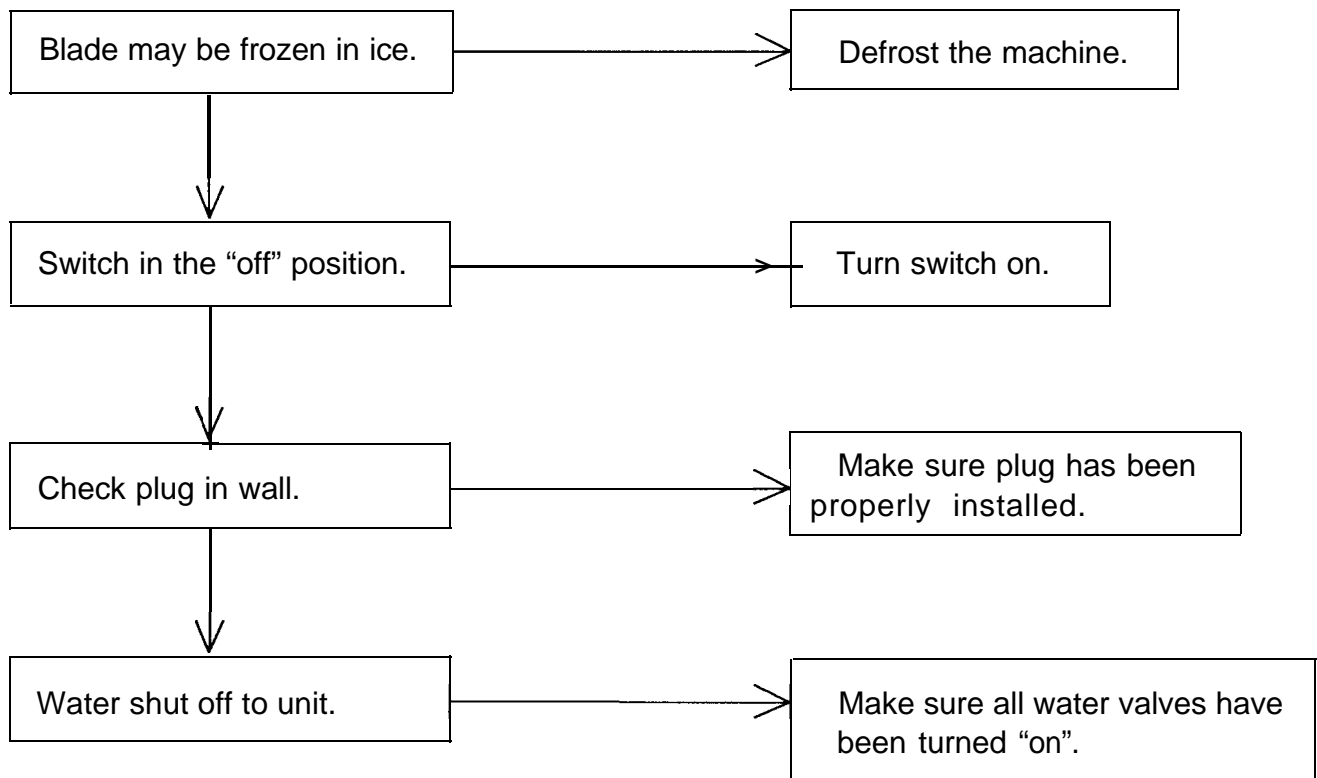 Blade may be frozen in ice.
Defrost the machine.
Switch in the “off” position.
Turn switch on.
Check plug in wall.
Make sure plug has been
properly installed.
Water shut off to unit.
Make sure all water valves have
been turned “on”.